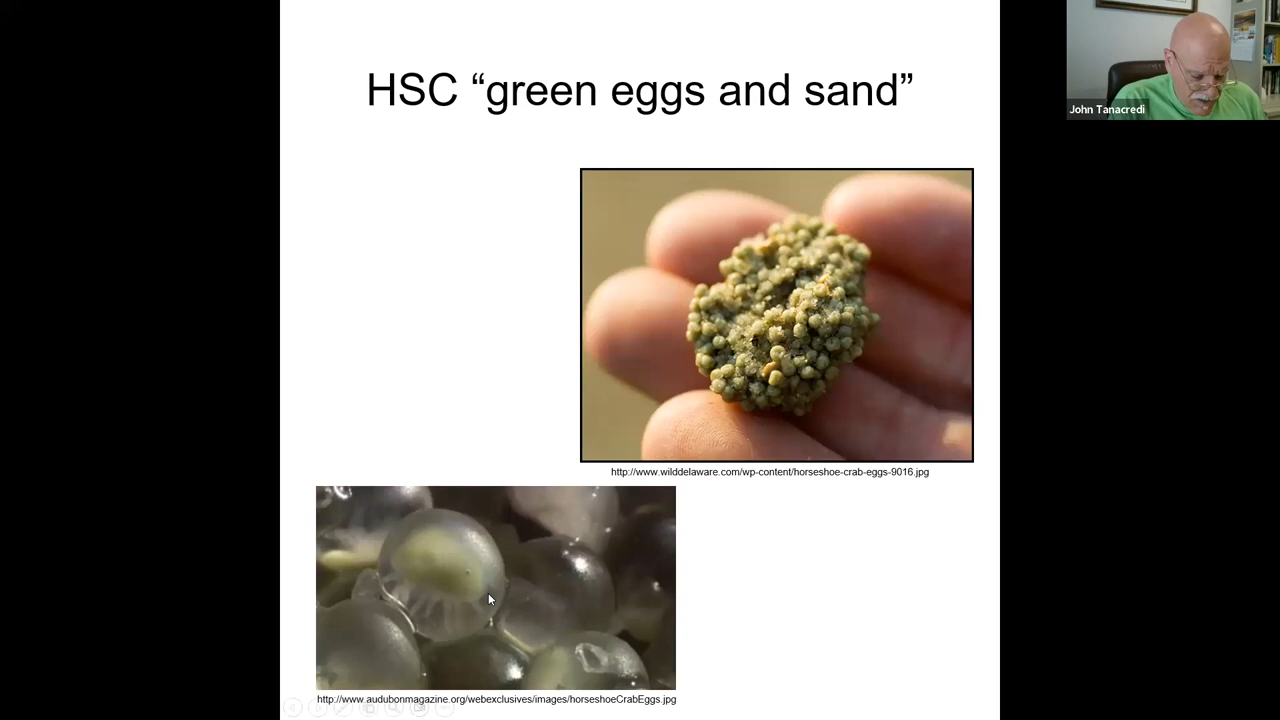 HSC “green eggs and sand”
John Tanacredi
http://www.wilddelaware.com/wp-content/horseshoe-crab-eggs-9016.jpg
http://www.audubonmagazine.org/webexclusives/images/horseshoeCrabEggs.jpg